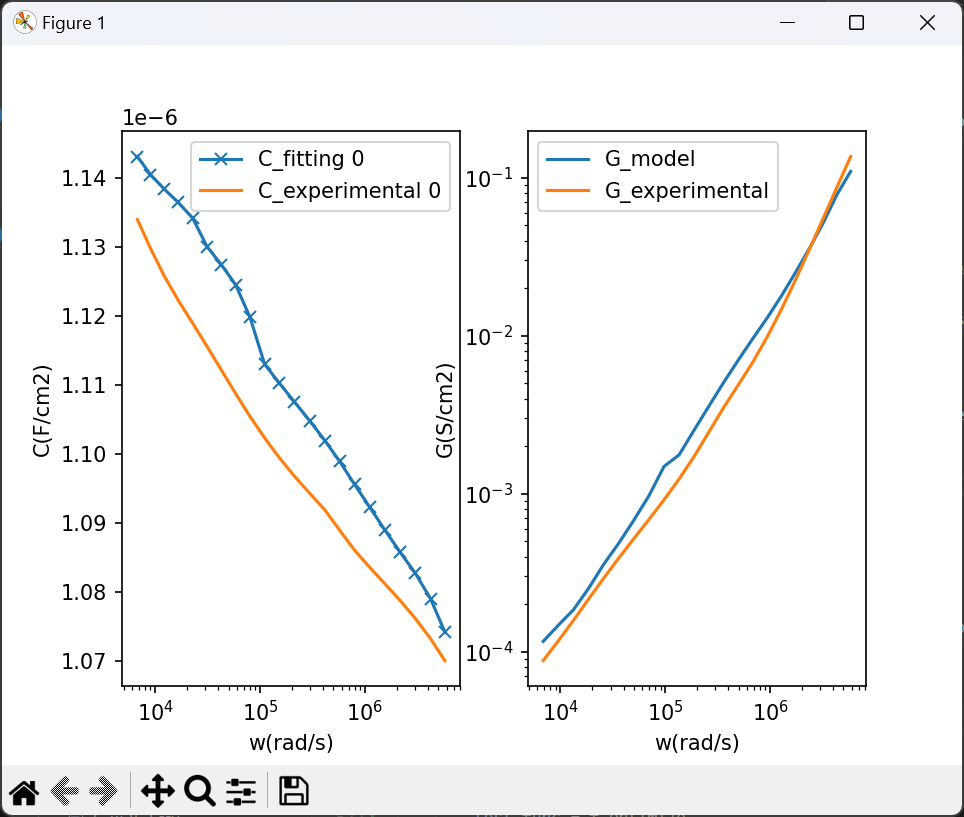 Figure 1
1e−6
C_fitting 0
C_experimental 0
1.14
1.13
1.12
1.11
1.10
1.09
1.08
1.07
C(F/cm2)
10^4
10^5
10^6
w(rad/s)
G_model
G_experimental
10^−1
10^−2
10^−3
10^−4
G(S/cm2)
10^4
10^5
10^6
w(rad/s)